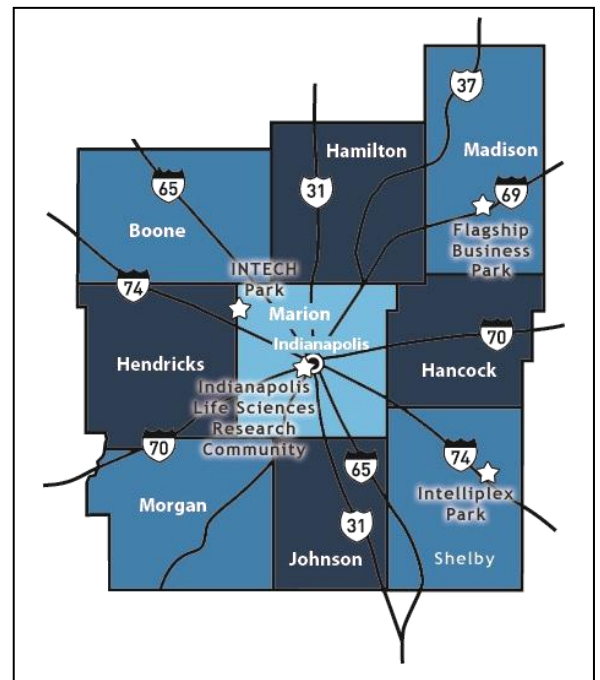 37
Hamilton
Madison
65
31
69
Boone
Flagship
Business
Park
INTECH
Park
74
Marion
70
Indianapolis
Hendricks
Hancock
Indianapolis
Life Sciences
Research
Community
70
65
74
Morgan
Intelliplex
Park
31
Johnson
Shelby